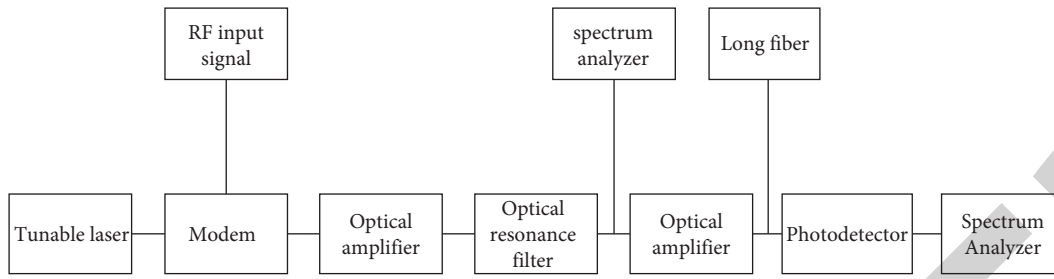 RF input
signal
spectrum
analyzer
Long fiber
Tunable laser
Modem
Optical
amplifier
Optical
resonance
filter
Optical
amplifier
Photodetector
Spectrum
Analyzer